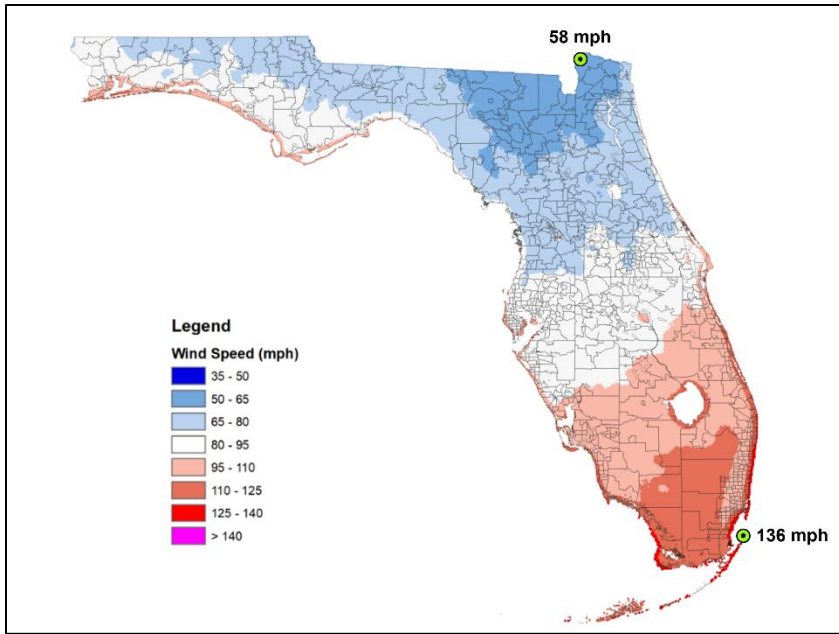 58 mph
Legend
Wind Speed (mph)
35 - 50
50 - 65
65 - 80
80 - 95
95 - 110
110 - 125
125 - 140
> 140
136 mph